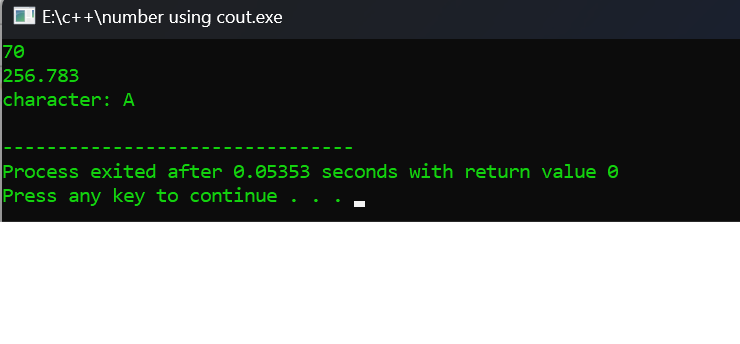 E:\c++\number using cout.exe
70
256.783
character: A
--------------------------------
Process exited after 0.05353 seconds with return value 0
Press any key to continue . . .